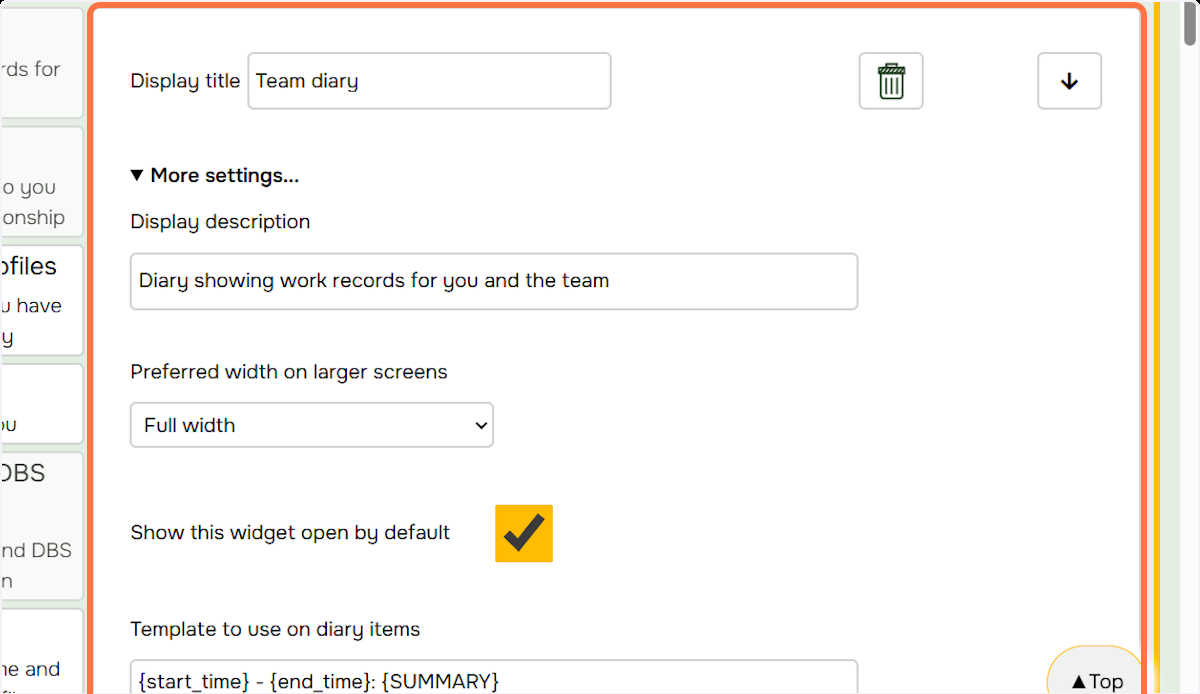 rds for
o you
onship
ofiles
u have
y
ou
DBS
nd DBS
n
ne and
Display title Team diary
▼ More settings...
Display description
Diary showing work records for you and the team
Preferred width on larger screens
Full width
Show this widget open by default
Template to use on diary items
{start_time} - {end_time}: {SUMMARY}
▲Top